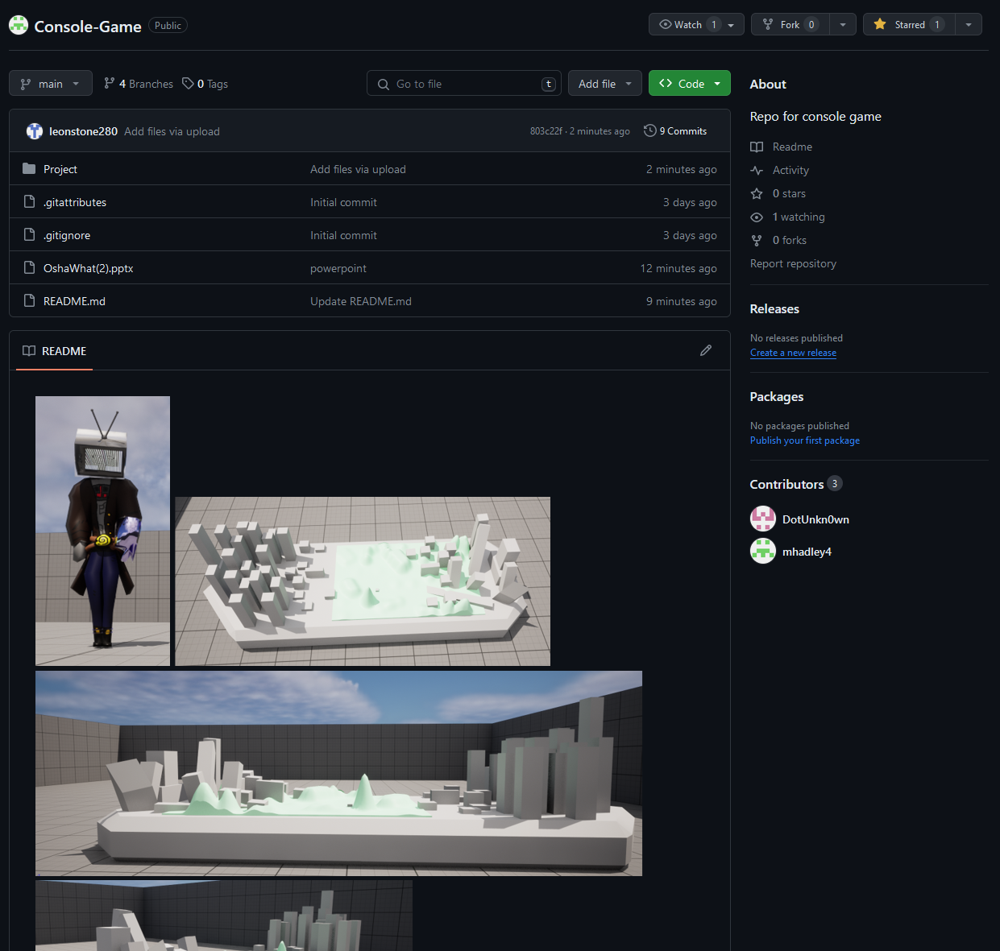 Console-Game Public
Watch 1
Fork 0
Starred 1
main
4 Branches
0 Tags
Go to file
t
Add file
Code
leonstone280 Add files via upload
803c22f · 2 minutes ago
9 Commits
Project Add files via upload 2 minutes ago
.gitattributes Initial commit 3 days ago
.gitignore Initial commit 3 days ago
OshaWhat(2).pptx powerpoint 12 minutes ago
README.md Update README.md 9 minutes ago
README
About
Repo for console game
Readme
Activity
0 stars
1 watching
0 forks
Report repository
Releases
No releases published
Create a new release
Packages
No packages published
Publish your first package
Contributors 3
DotUnkn0wn
mhadley4